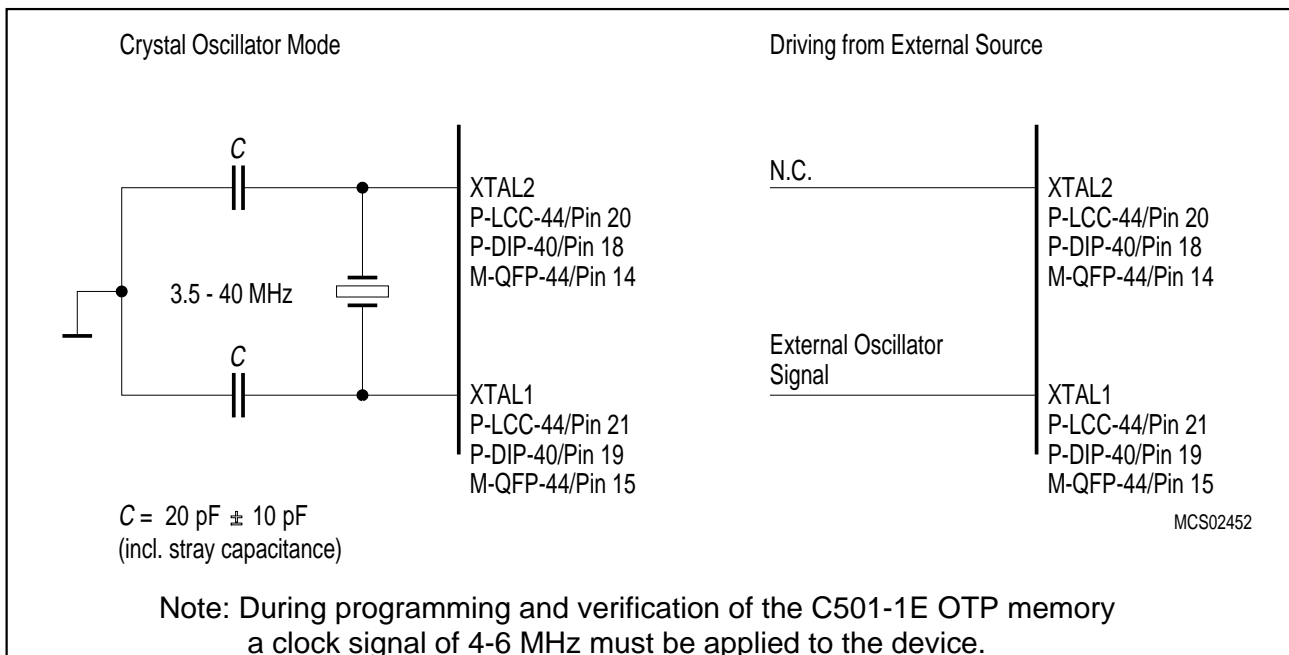 Crystal Oscillator Mode
C
XTAL2
P-LCC-44/Pin 20
P-DIP-40/Pin 18
M-QFP-44/Pin 14
3.5 - 40 MHz
C
XTAL1
P-LCC-44/Pin 21
P-DIP-40/Pin 19
M-QFP-44/Pin 15
C = 20 pF ± 10 pF
(incl. stray capacitance)
Driving from External Source
N.C.
XTAL2
P-LCC-44/Pin 20
P-DIP-40/Pin 18
M-QFP-44/Pin 14
External Oscillator
Signal
XTAL1
P-LCC-44/Pin 21
P-DIP-40/Pin 19
M-QFP-44/Pin 15
MCS02452
Note: During programming and verification of the C501-1E OTP memory
a clock signal of 4-6 MHz must be applied to the device.